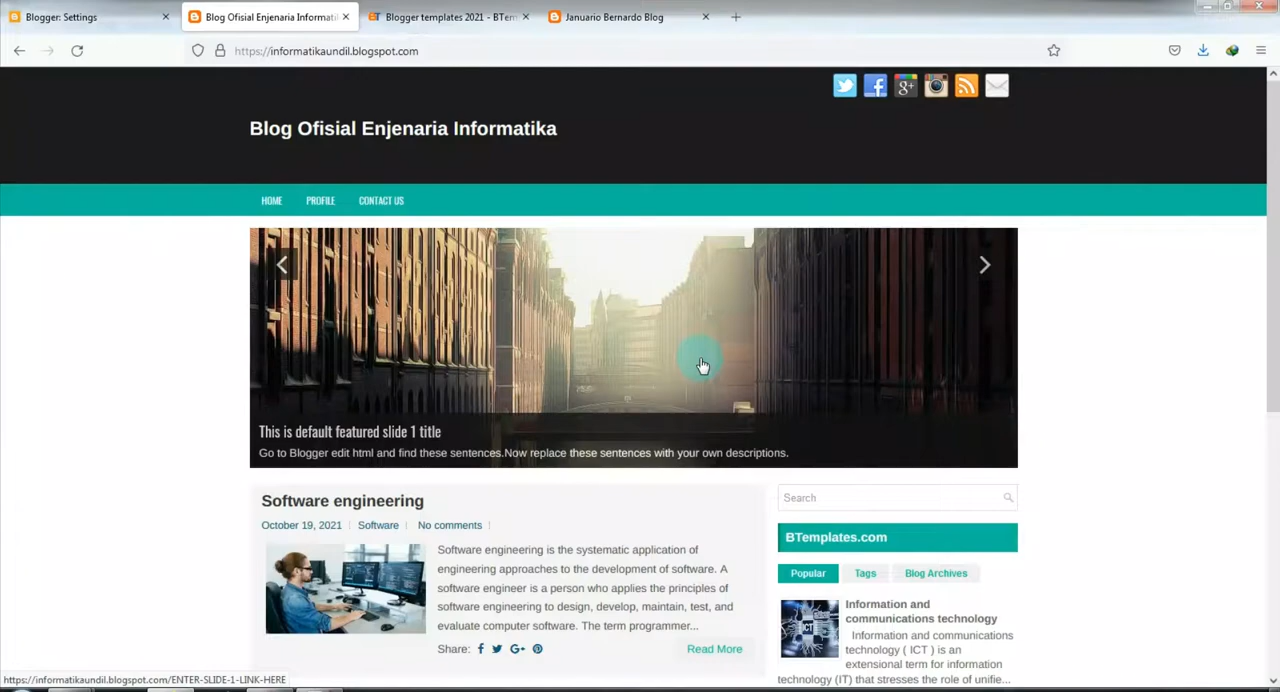 Blogger: Settings
Blog Ofisial Enjenaria Informatik
Blogger templates 2021 - BTem
Januario Bernardo Blog
https://informatikaundil.blogspot.com
Blog Ofisial Enjenaria Informatika
HOME
PROFILE
CONTACT US
This is default featured slide 1 title
Go to Blogger edit html and find these sentences.Now replace these sentences with your own descriptions.
Software engineering
October 19, 2021
Software
No comments
Software engineering is the systematic application of
engineering approaches to the development of software. A
software engineer is a person who applies the principles of
software engineering to design, develop, maintain, test, and
evaluate computer software. The term programmer...
Share:
Read More
Search
BTemplates.com
Popular
Tags
Blog Archives
Information and
communications technology
Information and communications
technology ( ICT ) is an
extensional term for information
technology (IT) that stresses the role of unifie...
ICT
https://informatikaundil.blogspot.com/ENTER-SLIDE-1-LINK-HERE